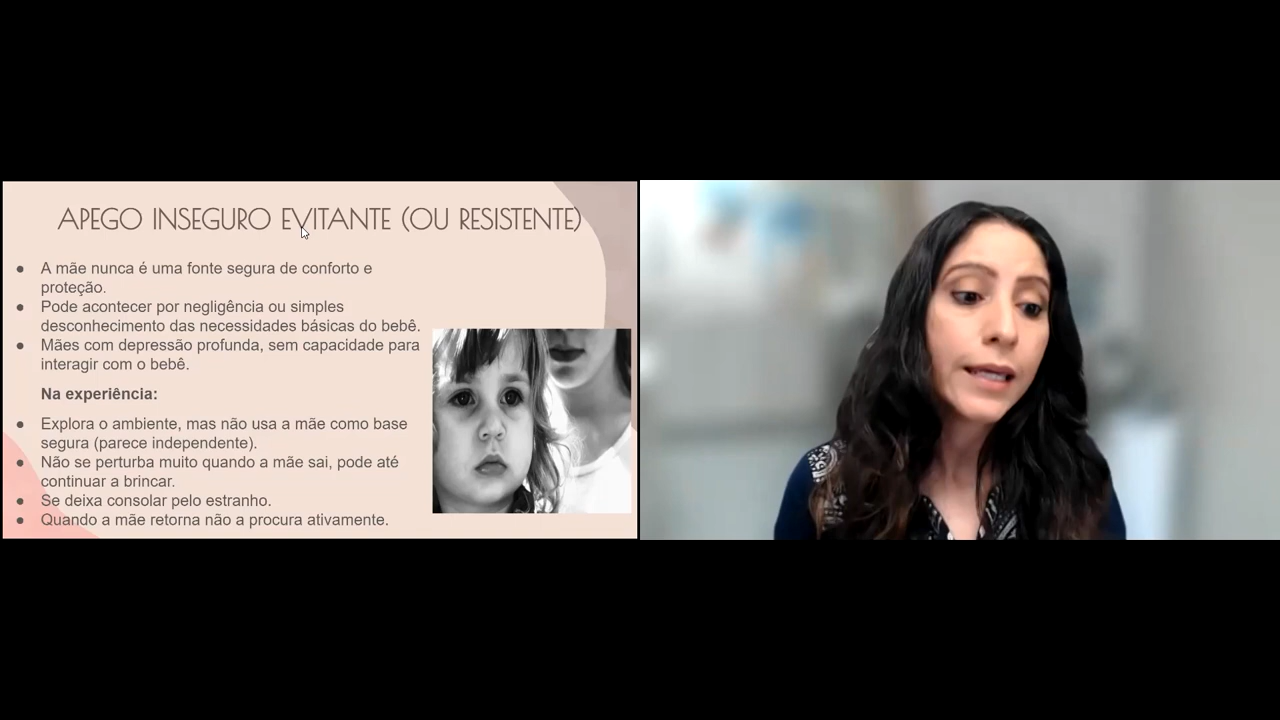 APEGO INSEGURO EVITANTE (OU RESISTENTE)
● A mãe nunca é uma fonte segura de conforto e
proteção.
● Pode acontecer por negligência ou simples
desconhecimento das necessidades básicas do bebê.
● Mães com depressão profunda, sem capacidade para
interagir com o bebê.
Na experiência:
● Explora o ambiente, mas não usa a mãe como base
segura (parece independente).
● Não se perturba muito quando a mãe sai, pode até
continuar a brincar.
● Se deixa consolar pelo estranho.
● Quando a mãe retorna não a procura ativamente.